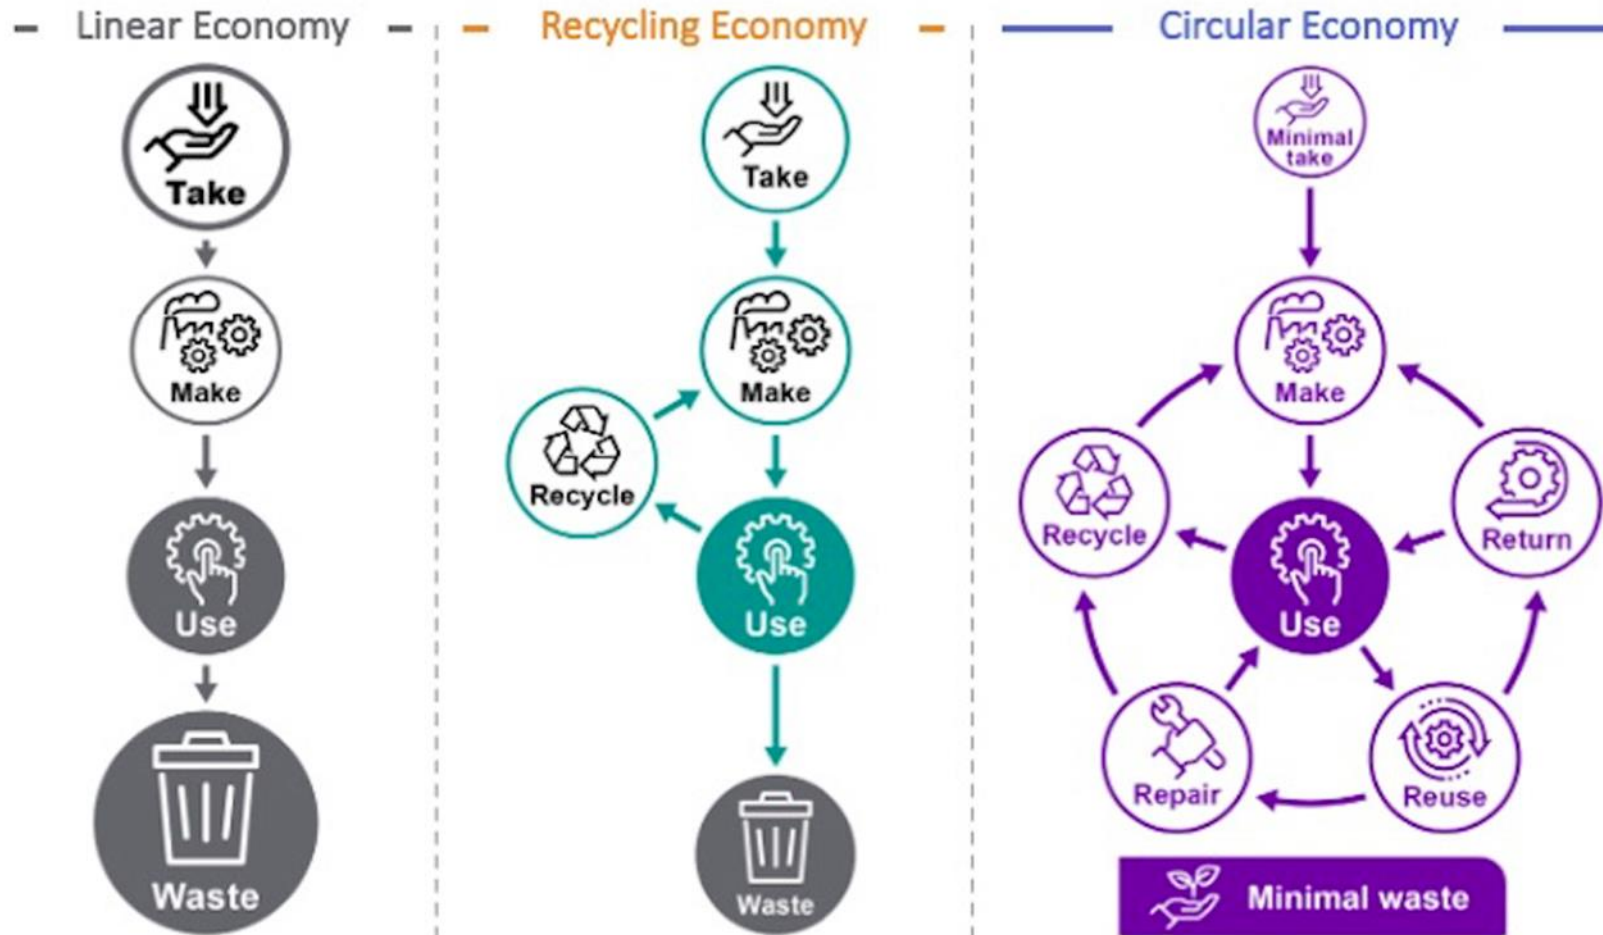 Linear Economy
Take
Make
Use
Waste
Recycling Economy
Take
Make
Recycle
Use
Waste
Circular Economy
Minimal
take
Make
Recycle
Return
Use
Repair
Reuse
Minimal waste